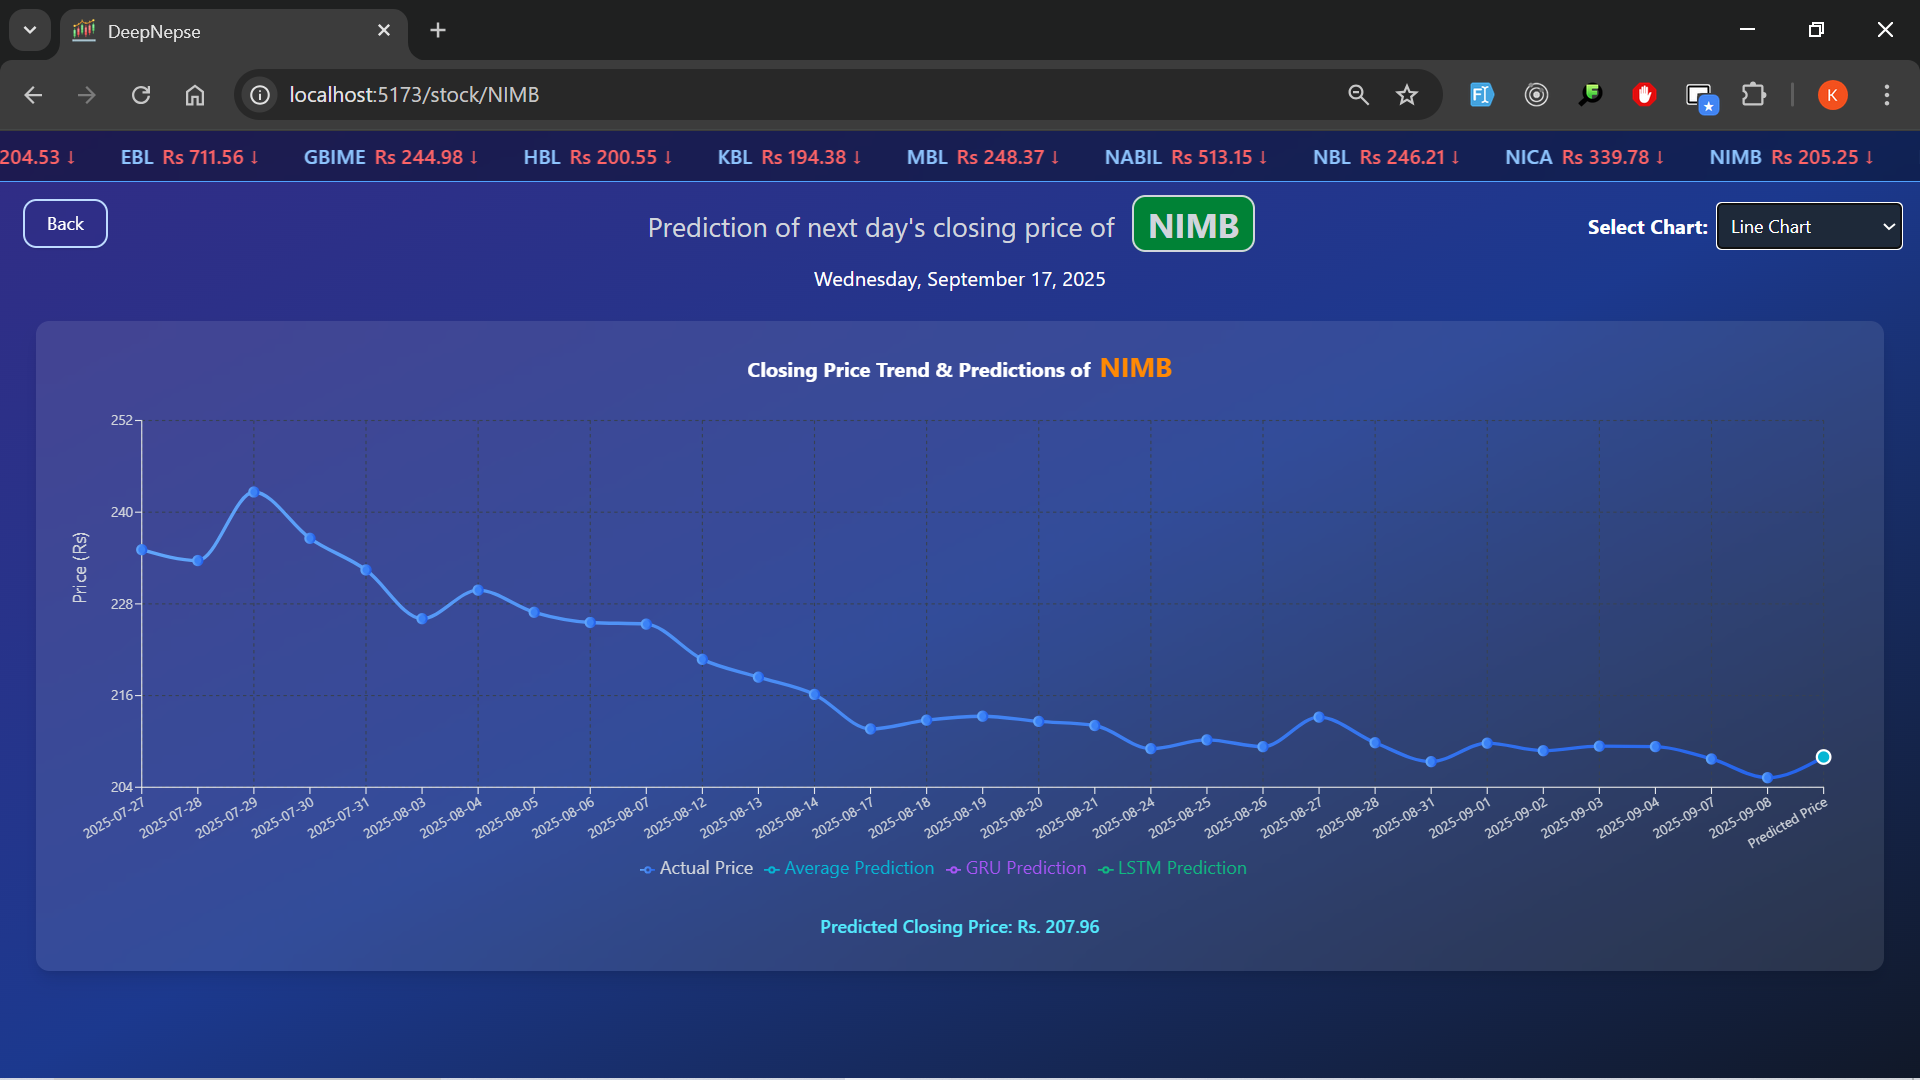 DeepNepse
localhost:5173/stock/NIMB
K
204.53 ↓ EBL Rs 711.56 ↓ GBIME Rs 244.98 ↓ HBL Rs 200.55 ↓ KBL Rs 194.38 ↓ MBL Rs 248.37 ↓ NABIL Rs 513.15 ↓ NBL Rs 246.21 ↓ NICA Rs 339.78 ↓ NIMB Rs 205.25 ↓
Back
Prediction of next day's closing price of NIMB
Select Chart: Line Chart
Wednesday, September 17, 2025
Closing Price Trend & Predictions of NIMB
Price (Rs)
252
240
228
216
204
2025-07-27 2025-07-28 2025-07-29 2025-07-30 2025-07-31 2025-08-03 2025-08-04 2025-08-05 2025-08-06 2025-08-07 2025-08-12 2025-08-13 2025-08-14 2025-08-17 2025-08-18 2025-08-19 2025-08-20 2025-08-21 2025-08-24 2025-08-25 2025-08-26 2025-08-27 2025-08-28 2025-08-31 2025-09-01 2025-09-02 2025-09-03 2025-09-04 2025-09-07 2025-09-08 Predicted Price
Actual Price Average Prediction GRU Prediction LSTM Prediction
Predicted Closing Price: Rs. 207.96